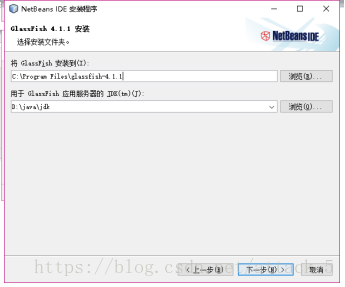 NetBeans IDE 安装程序
GlassFish 4.1.1 安装
选择安装文件夹。
NetBeans IDE
将 GlassFish 安装到(I):
C:\Program Files\glassfish-4.1.1
浏览(R)...
用于 GlassFish 应用服务器的 JDK(tm)(J):
D:\java\jdk
浏览(O)...
https://blog.csdn.net/
<上一步(B)
下一步(N) >
取消